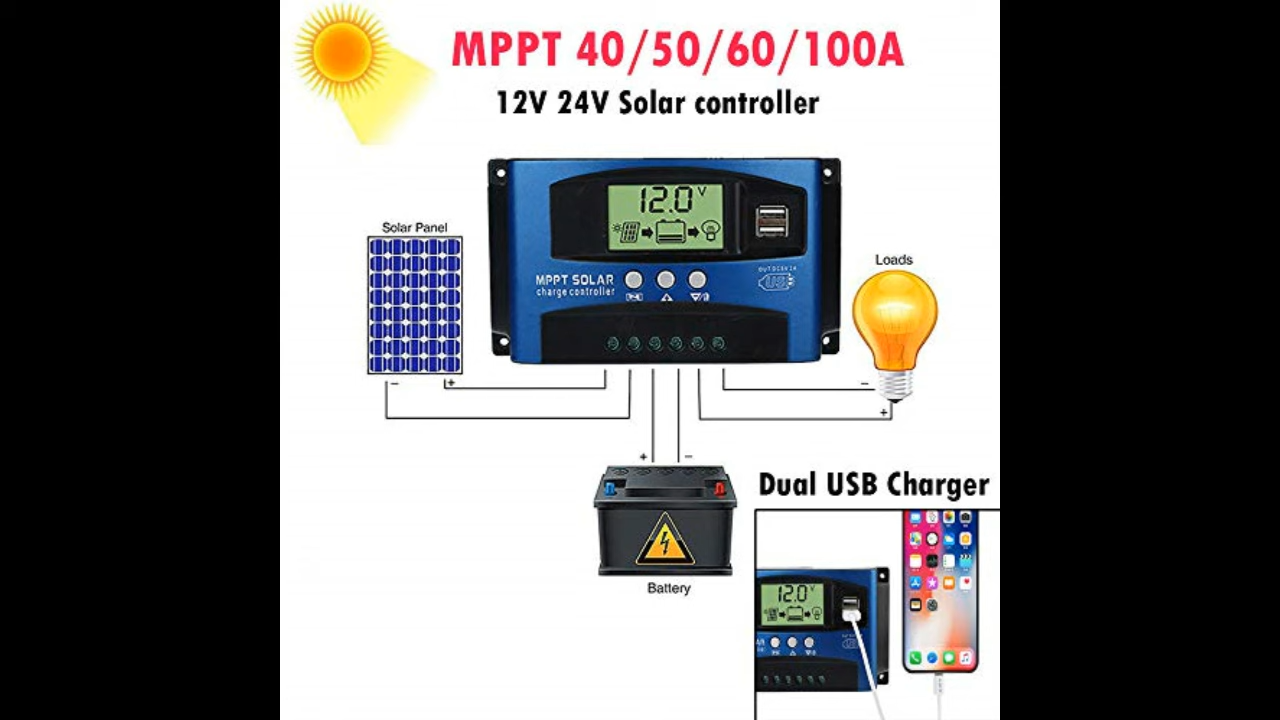 MPPT 40/50/60/100A
12V 24V Solar controller
12.0 V
Solar Panel
Loads
MPPT SOLAR
charge controller
USB
− +
−
+
+ −
Dual USB Charger
Battery
12.0 V